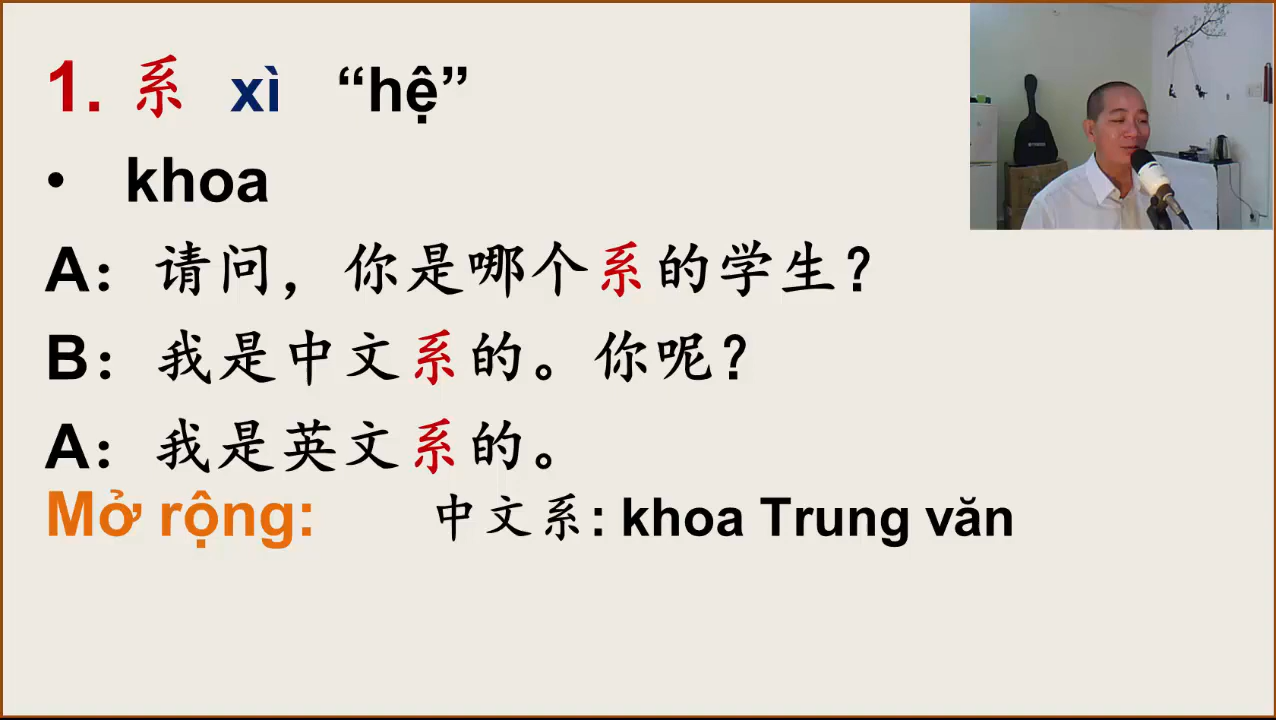 1. 系 xì “hệ”
• khoa
A：请问，你是哪个系的学生？
B：我是中文系的。你呢？
A：我是英文系的。
Mở rộng: 中文系: khoa Trung văn